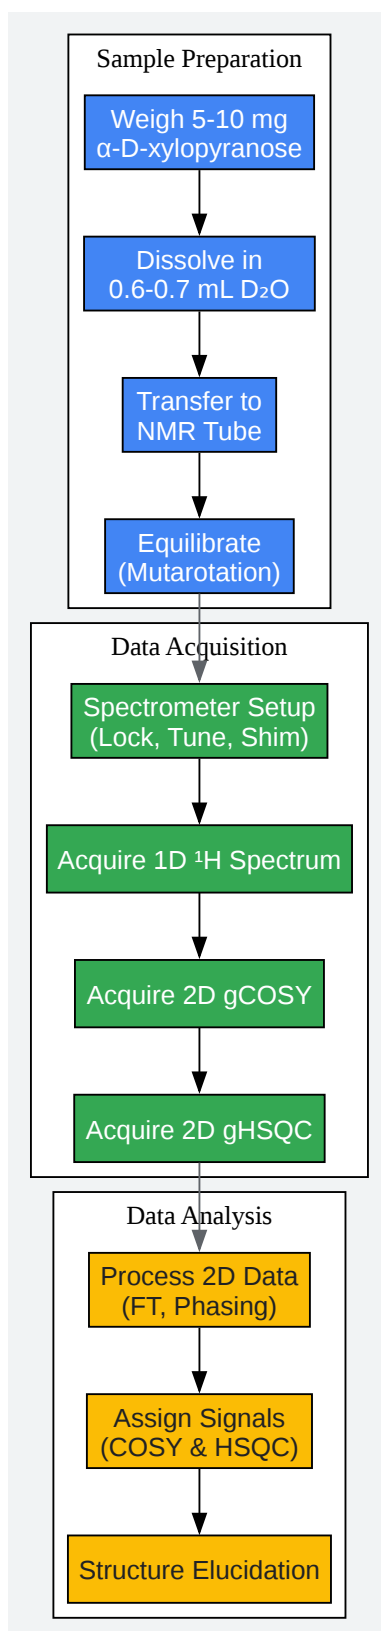 Sample Preparation
Weigh 5-10 mg
α-D-xylopyranose
Dissolve in
0.6-0.7 mL D₂O
Transfer to
NMR Tube
Equilibrate
(Mutarotation)
Data Acquisition
Spectrometer Setup
(Lock, Tune, Shim)
Acquire 1D ¹H Spectrum
Acquire 2D gCOSY
Acquire 2D gHSQC
Data Analysis
Process 2D Data
(FT, Phasing)
Assign Signals
(COSY & HSQC)
Structure Elucidation